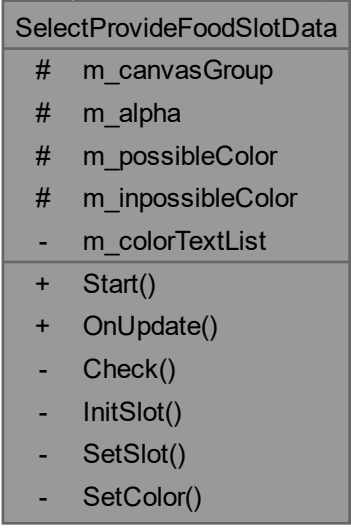 SelectProvideFoodSlotData
# m_canvasGroup
# m_alpha
# m_possibleColor
# m_inpossibleColor
- m_colorTextList
+ Start()
+ OnUpdate()
- Check()
- InitSlot()
- SetSlot()
- SetColor()